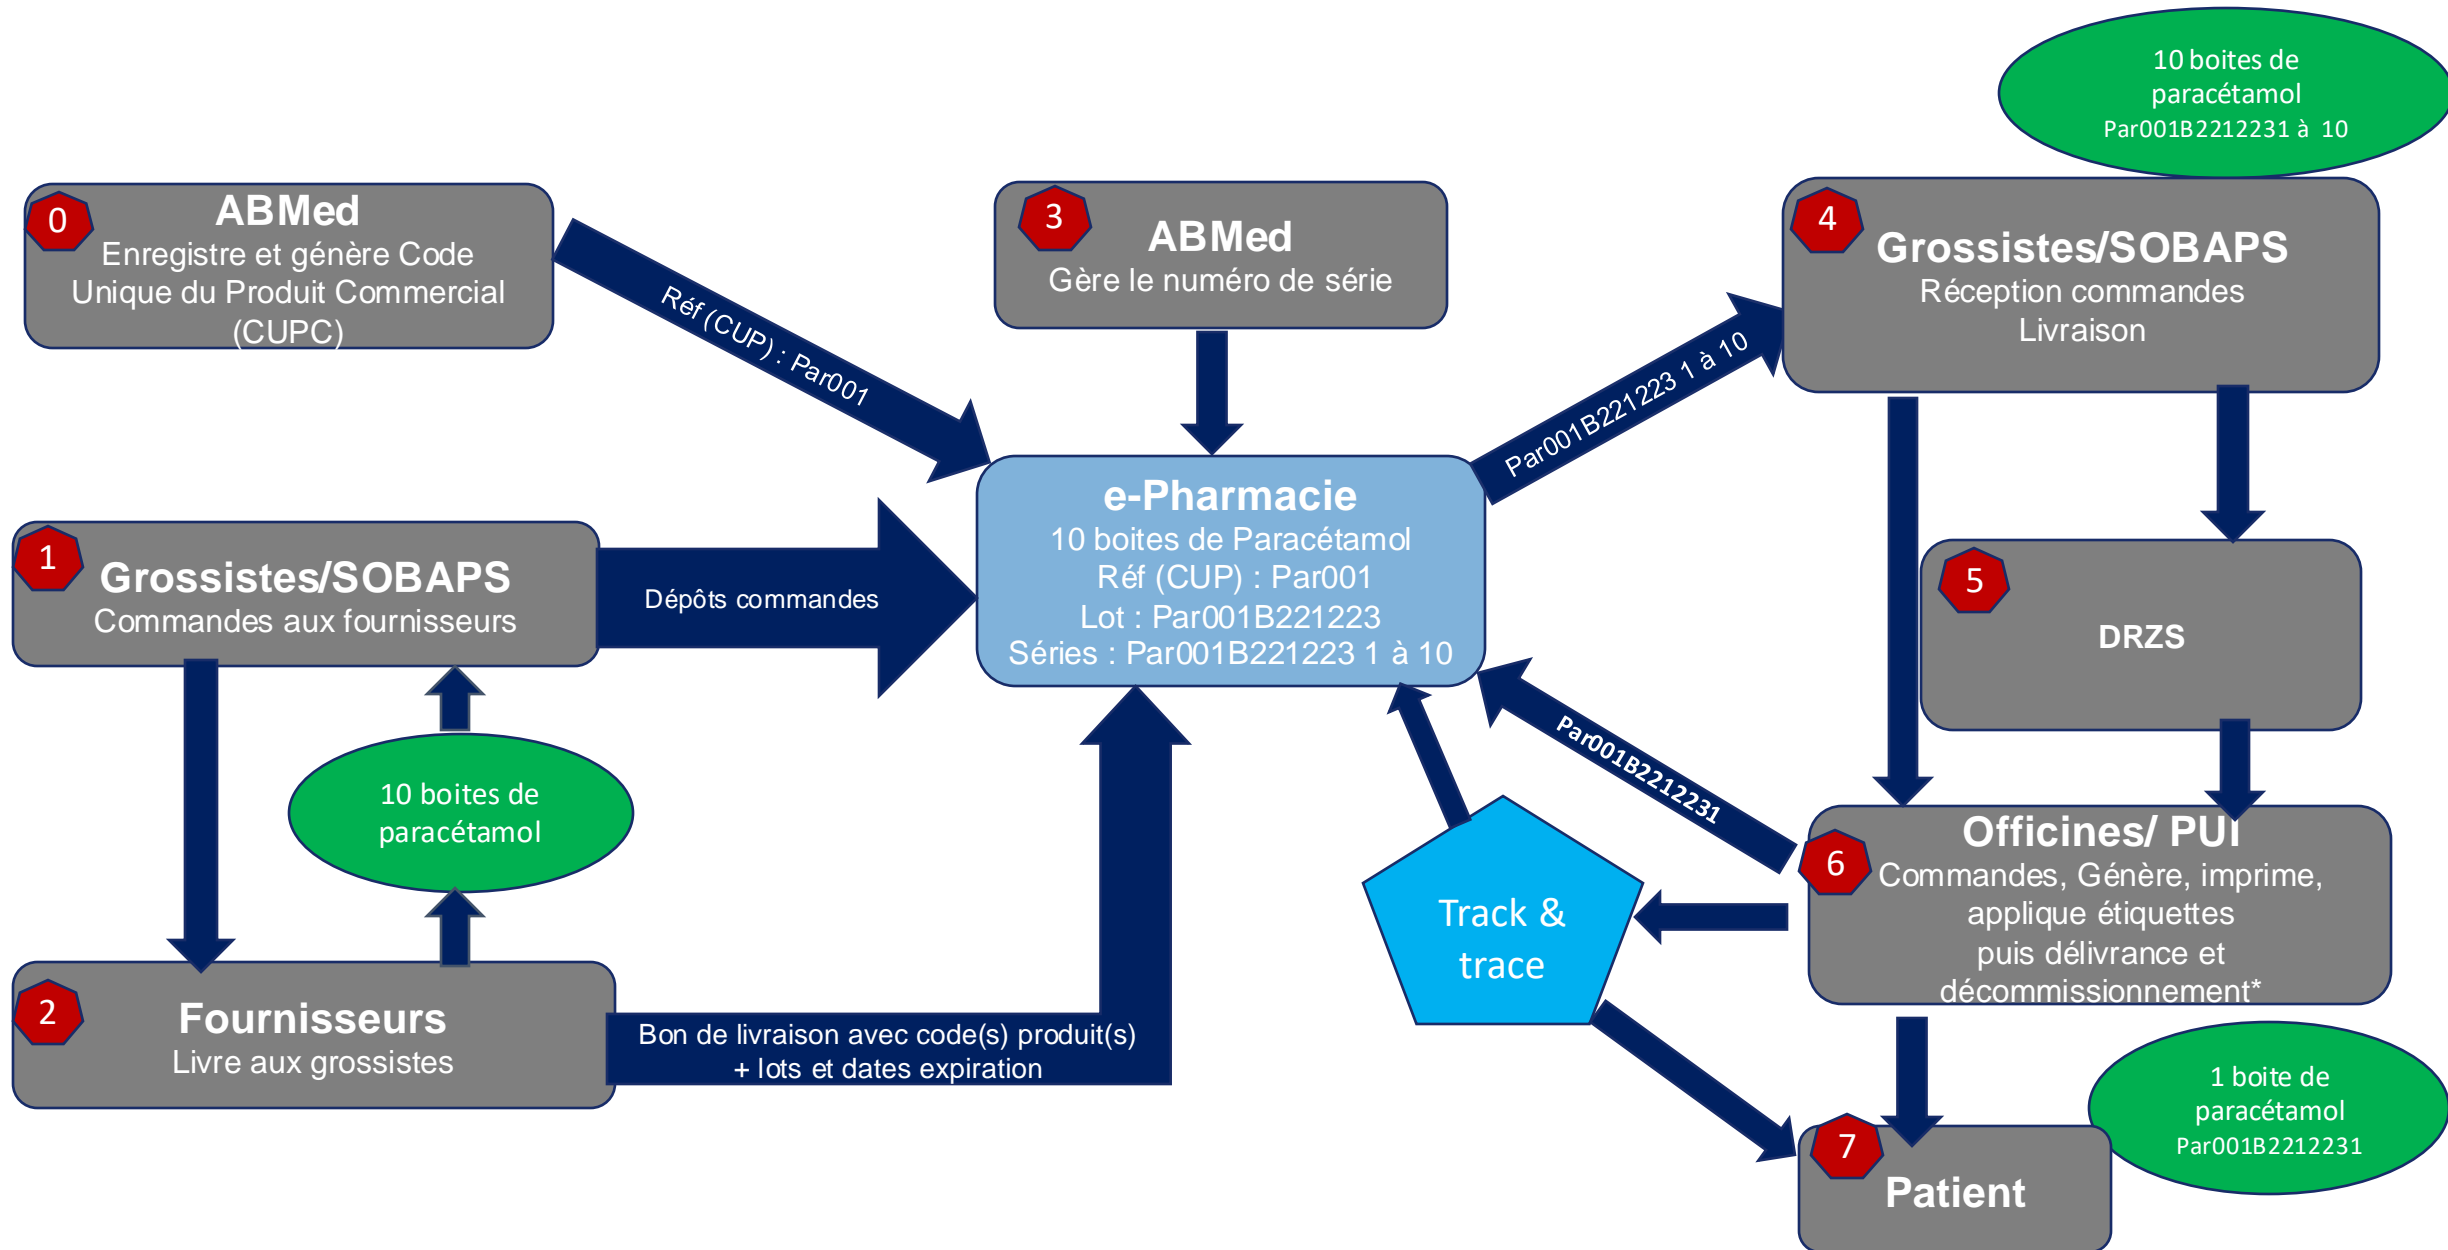 10 boites de
paracétamol
Par001B2212231 à 10
0
ABMed
Enregistre et génère Code
Unique du Produit Commercial
(CUPC)
Réf (CUP) : Par001
3
ABMed
Gère le numéro de série
4
Grossistes/SOBAPS
Réception commandes
Livraison
Par001B221223 1 à 10
1
Grossistes/SOBAPS
Commandes aux fournisseurs
Dépôts commandes
e-Pharmacie
10 boites de Paracétamol
Réf (CUP) : Par001
Lot : Par001B221223
Séries : Par001B221223 1 à 10
5
DRZS
Par001B2212231
10 boites de
paracétamol
Track &
trace
6
Officines/ PUI
Commandes, Génère, imprime,
applique étiquettes
puis délivrance et
décommissionnement*
2
Fournisseurs
Livre aux grossistes
Bon de livraison avec code(s) produit(s)
+ lots et dates expiration
1 boite de
paracétamol
Par001B2212231
7
Patient